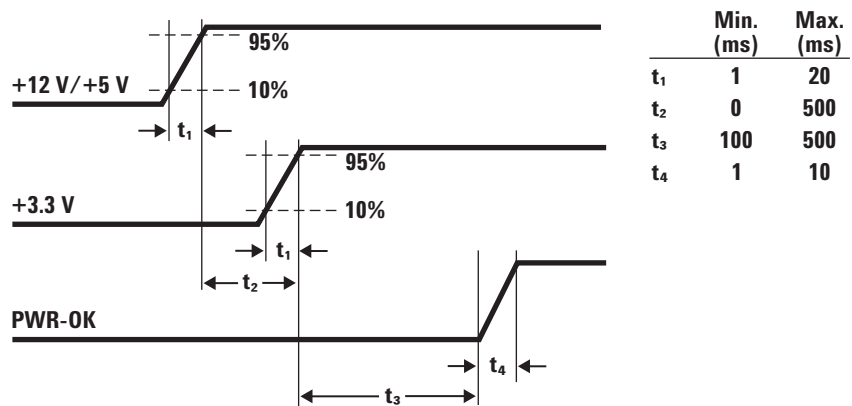 95%
+12 V/+5 V
10%
t₁
95%
+3.3 V
10%
t₁
t₂
PWR-OK
t₄
t₃
Min. (ms) Max. (ms)
t₁ 1 20
t₂ 0 500
t₃ 100 500
t₄ 1 10